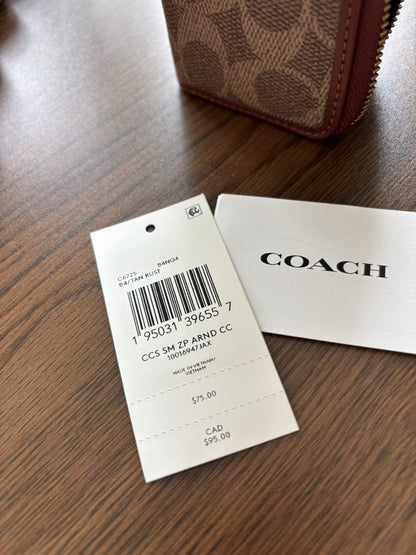 C6725 B4NQ4
B4/TAN RUST
1 95031 39655 7
CCS SM ZP ARND CC
10016947JAX
MADE IN VIETNAM/
VIETNAM
$75.00
CAD
$95.00
COACH